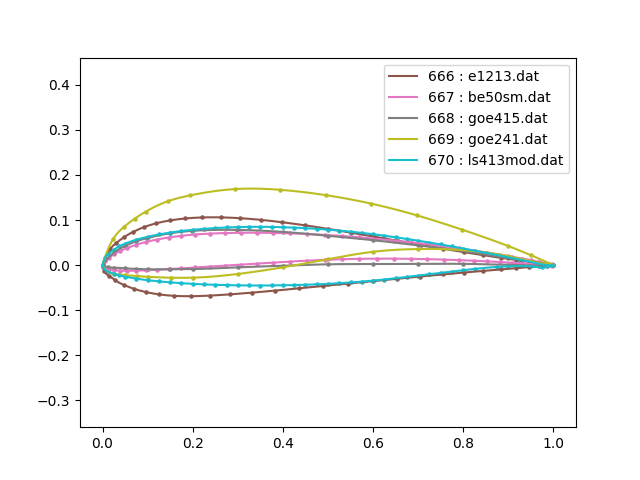 0.4
0.3
0.2
0.1
0.0
−0.1
−0.2
−0.3
0.0 0.2 0.4 0.6 0.8 1.0
666 : e1213.dat
667 : be50sm.dat
668 : goe415.dat
669 : goe241.dat
670 : ls413mod.dat